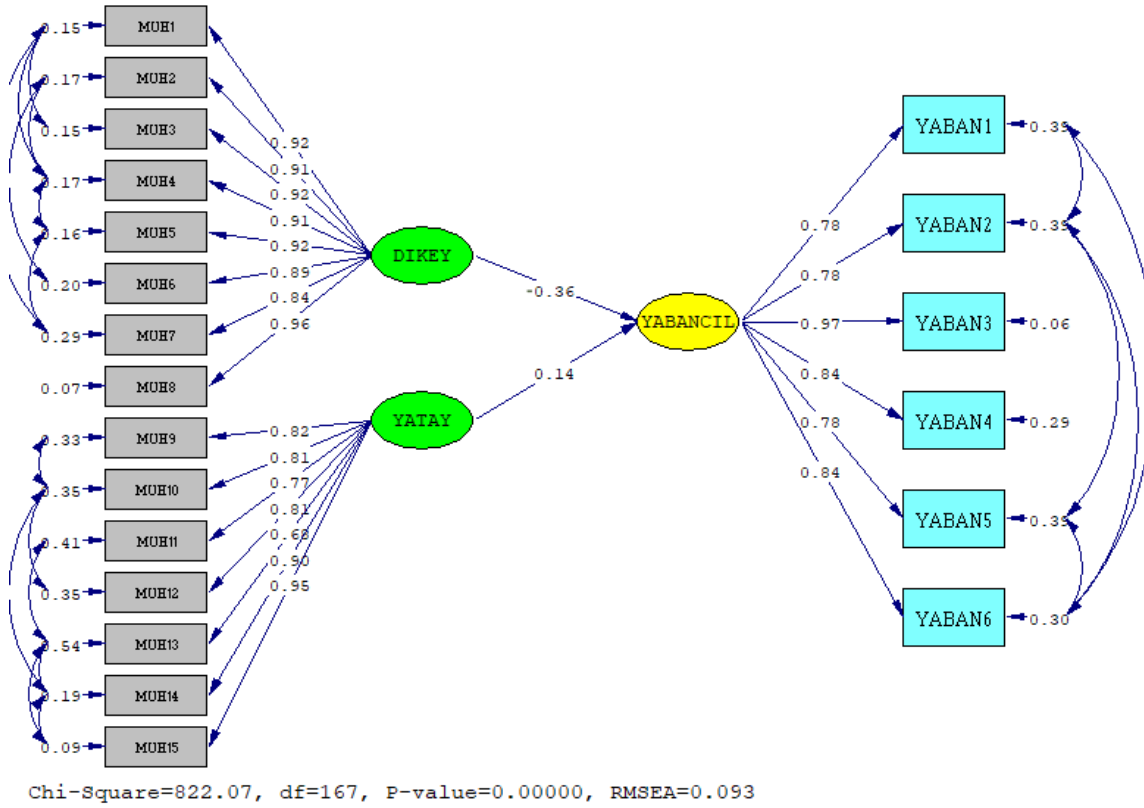 0.15 MUH1
0.17 MUH2
0.15 MUH3
0.17 MUH4
0.16 MUH5
0.20 MUH6
0.29 MUH7
0.07 MUH8
0.33 MUH9
0.35 MUH10
0.41 MUH11
0.35 MUH12
0.54 MUH13
0.19 MUH14
0.09 MUH15
0.92
0.91
0.92
0.91
0.92
0.89
0.84
0.96
0.82
0.81
0.77
0.81
0.68
0.90
0.95
DIKEY
YATAY
-0.36
0.14
YABANCIL
0.78
0.78
0.97
0.84
0.78
0.84
YABAN1 0.39
YABAN2 0.39
YABAN3 0.06
YABAN4 0.29
YABAN5 0.39
YABAN6 0.30
Chi-Square=822.07, df=167, P-value=0.00000, RMSEA=0.093